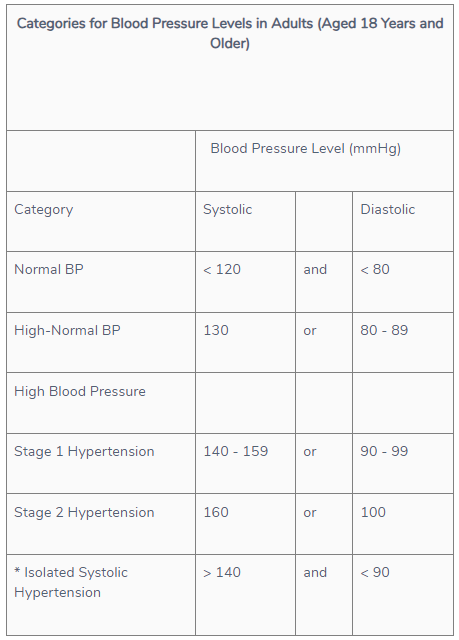 Categories for Blood Pressure Levels in Adults (Aged 18 Years and
Older)
Blood Pressure Level (mmHg)
Category Systolic Diastolic
Normal BP < 120 and < 80
High-Normal BP 130 or 80 - 89
High Blood Pressure
Stage 1 Hypertension 140 - 159 or 90 - 99
Stage 2 Hypertension 160 or 100
* Isolated Systolic > 140 and < 90
Hypertension